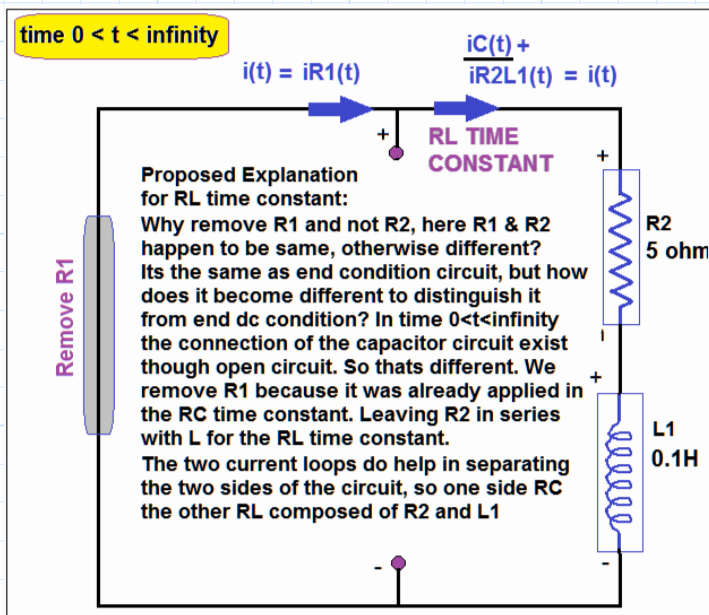 time 0 < t < infinity
i(t) = iR1(t)
iC(t) +
iR2L1(t) = i(t)
+
RL TIME
CONSTANT
Proposed Explanation
for RL time constant:
Why remove R1 and not R2, here R1 & R2
happen to be same, otherwise different?
Its the same as end condition circuit, but how
does it become different to distinguish it
from end dc condition? In time 0<t<infinity
the connection of the capacitor circuit exist
though open circuit. So thats different. We
remove R1 because it was already applied in
the RC time constant. Leaving R2 in series
with L for the RL time constant.
The two current loops do help in separating
the two sides of the circuit, so one side RC
the other RL composed of R2 and L1
Remove R1
+
R2
5 ohm
-
+
L1
0.1H
-
-